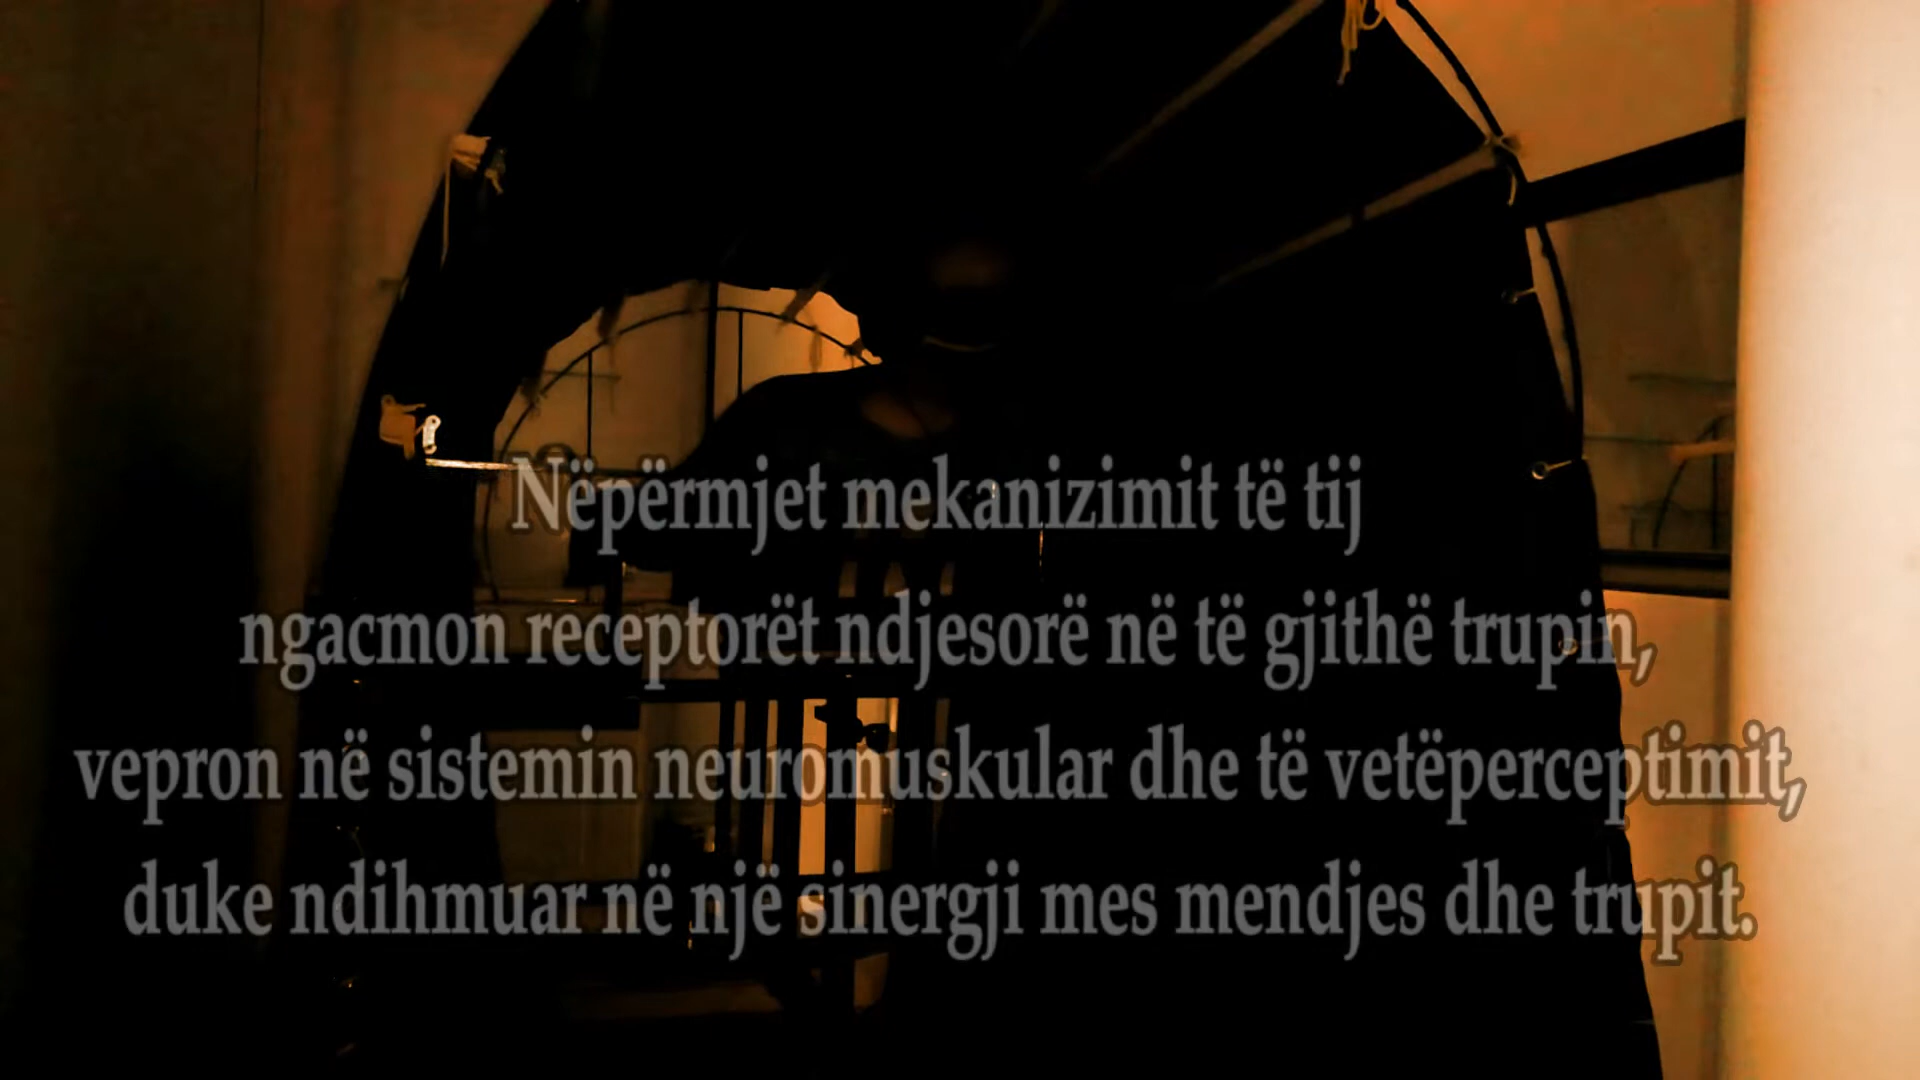 Nëpërmjet mekanizimit të tij
ngacmon receptorët ndjesorë në të gjithë trupin,
vepron në sistemin neuromuskular dhe të vetëperceptimit,
duke ndihmuar në një sinergji mes mendjes dhe trupit.